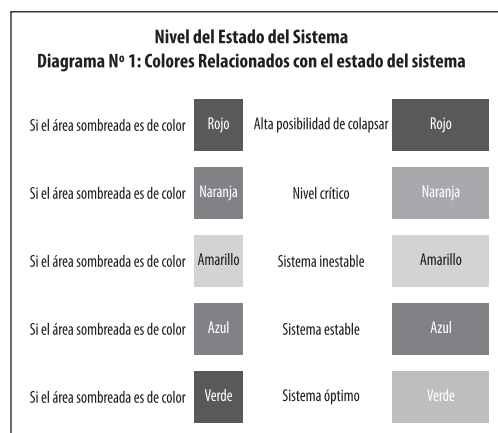 Nivel del Estado del Sistema
Diagrama Nº 1: Colores Relacionados con el estado del sistema
Si el área sombreada es de color Rojo Alta posibilidad de colapsar Rojo
Si el área sombreada es de color Naranja Nivel crítico Naranja
Si el área sombreada es de color Amarillo Sistema inestable Amarillo
Si el área sombreada es de color Azul Sistema estable Azul
Si el área sombreada es de color Verde Sistema óptimo Verde